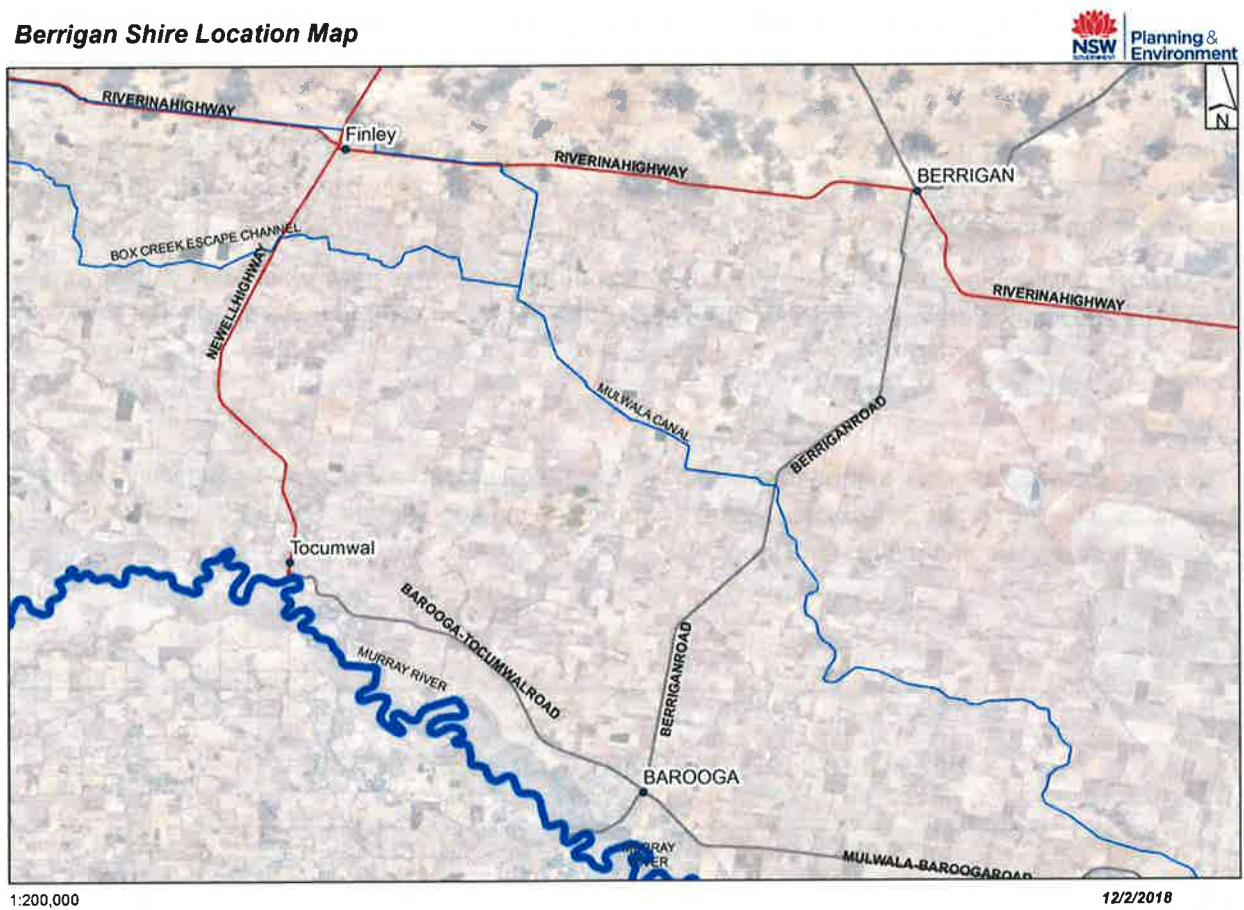 Berrigan Shire Location Map
NSW
GOVERNMENT
Planning &
Environment
RIVERINAHIGHWAY
Finley
RIVERINAHIGHWAY
BERRIGAN
N
BOX CREEK ESCAPE CHANNEL
NEWELLHIGHWAY
RIVERINAHIGHWAY
MULWALA CANAL
BERRIGANROAD
Tocumwal
BAROOGA-TOCUMWALROAD
MURRAY RIVER
BERRIGANROAD
BAROOGA
MURRAY
RIVER
MULWALA-BAROOGAROAD
1:200,000
12/2/2018